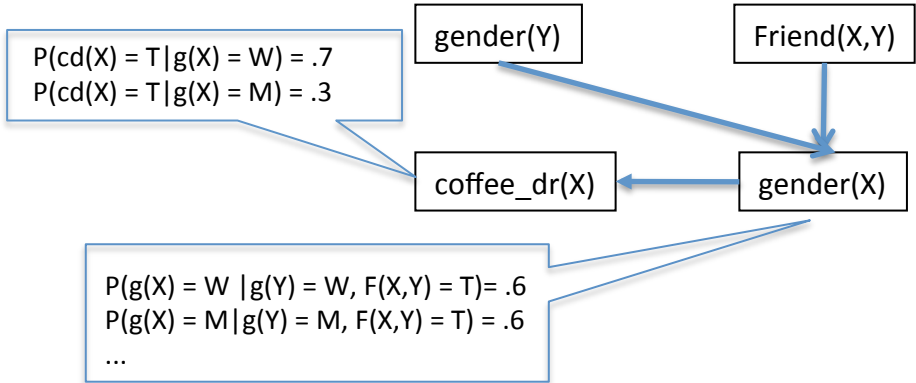 P(cd(X) = T|g(X) = W) = .7
P(cd(X) = T|g(X) = M) = .3
gender(Y)
Friend(X,Y)
coffee_dr(X)
gender(X)
P(g(X) = W |g(Y) = W, F(X,Y) = T)= .6
P(g(X) = M|g(Y) = M, F(X,Y) = T) = .6
...